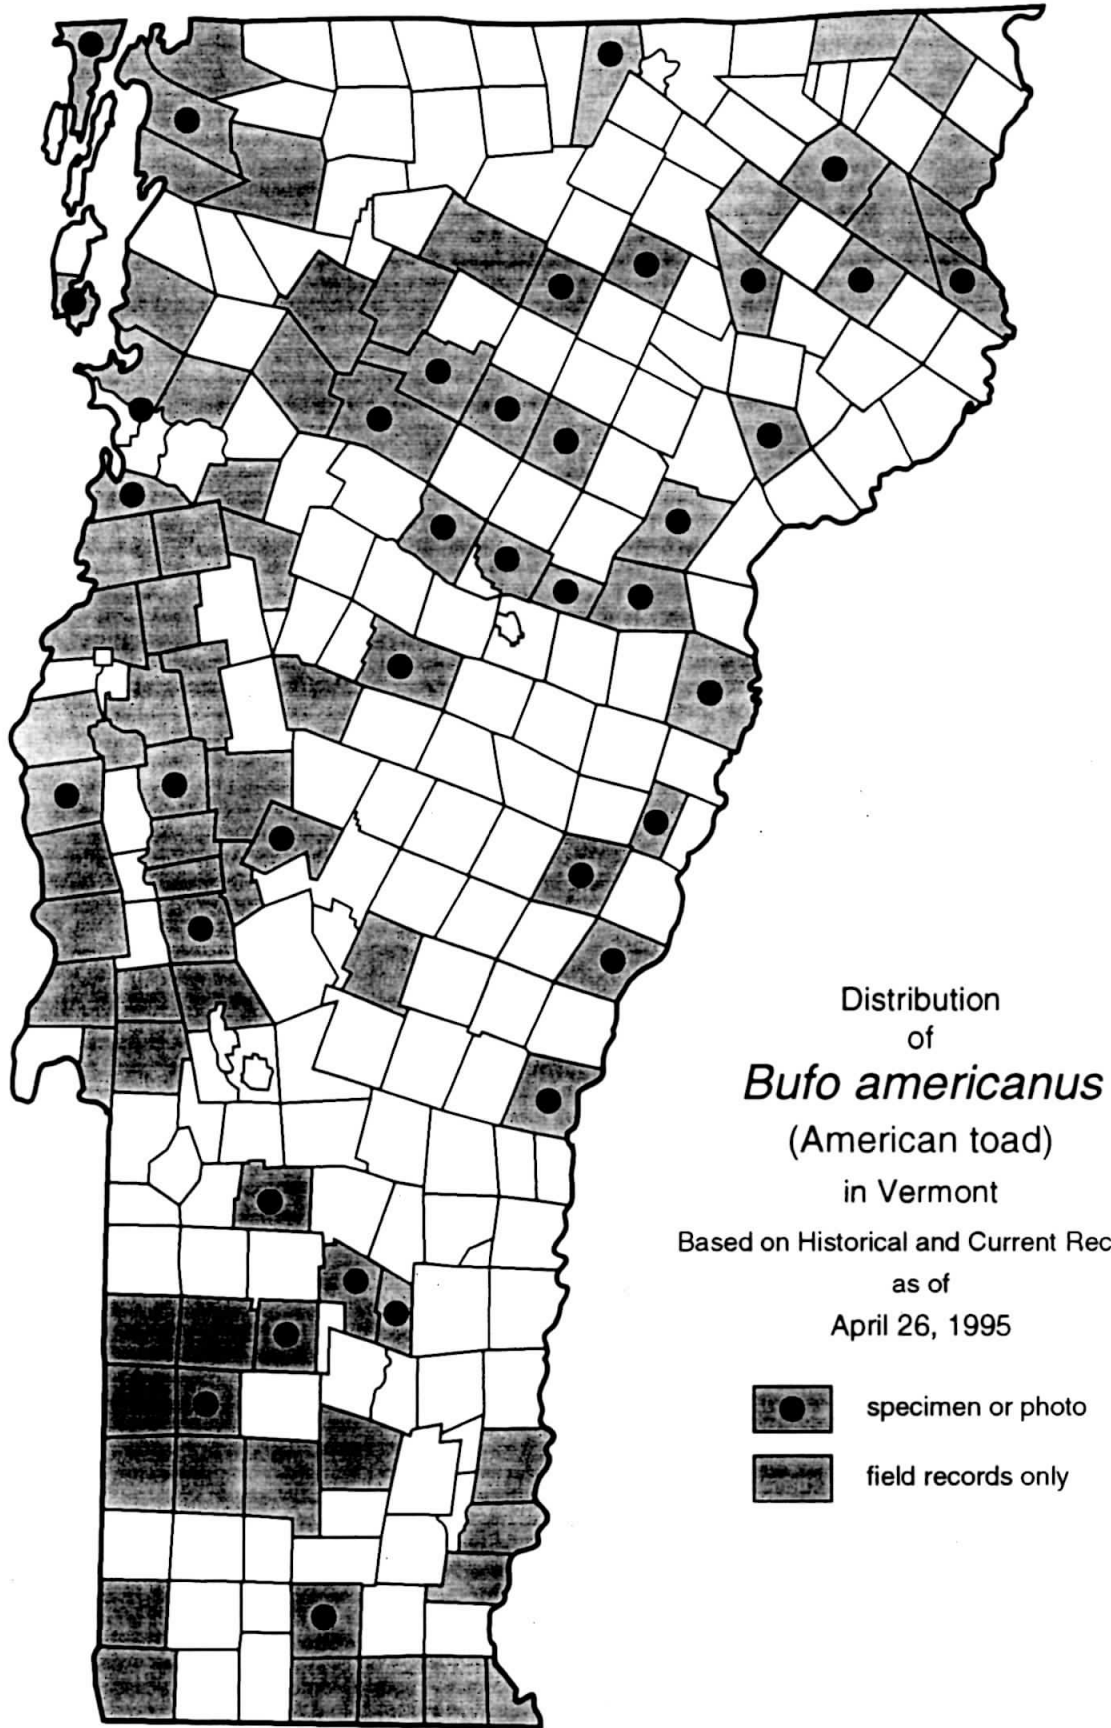 Distribution
of
Bufo americanus
(American toad)
in Vermont
Based on Historical and Current Rec
as of
April 26, 1995
specimen or photo
field records only